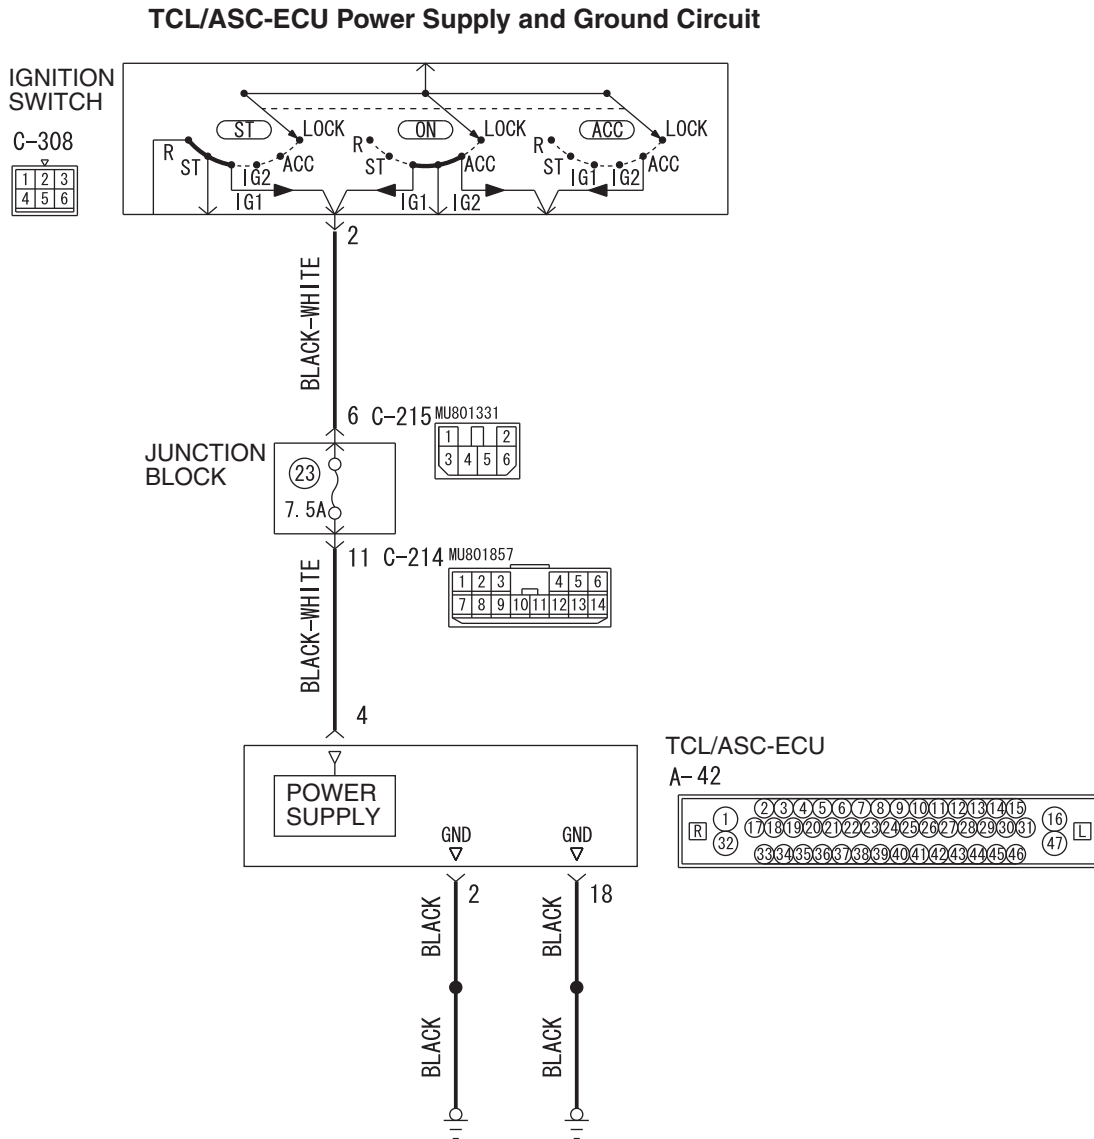 TCL/ASC-ECU Power Supply and Ground Circuit
IGNITION
SWITCH
C-308
1 2 3
4 5 6
ST LOCK ON LOCK ACC LOCK
R ST IG1 IG2 ACC
R ST IG1 IG2 ACC
R ST IG1 IG2 ACC
2
BLACK-WHITE
6 C-215 MU801331
1 2
3 4 5 6
JUNCTION
BLOCK
23
7.5A
11 C-214 MU801857
1 2 3 4 5 6
7 8 9 10 11 12 13 14
BLACK-WHITE
4
TCL/ASC-ECU
A-42
POWER
SUPPLY
GND GND
R 1 2 3 4 5 6 7 8 9 10 11 12 13 14 15 16 L
17 18 19 20 21 22 23 24 25 26 27 28 29 30 31
32 33 34 35 36 37 38 39 40 41 42 43 44 45 46 47
2 18
BLACK BLACK
BLACK BLACK